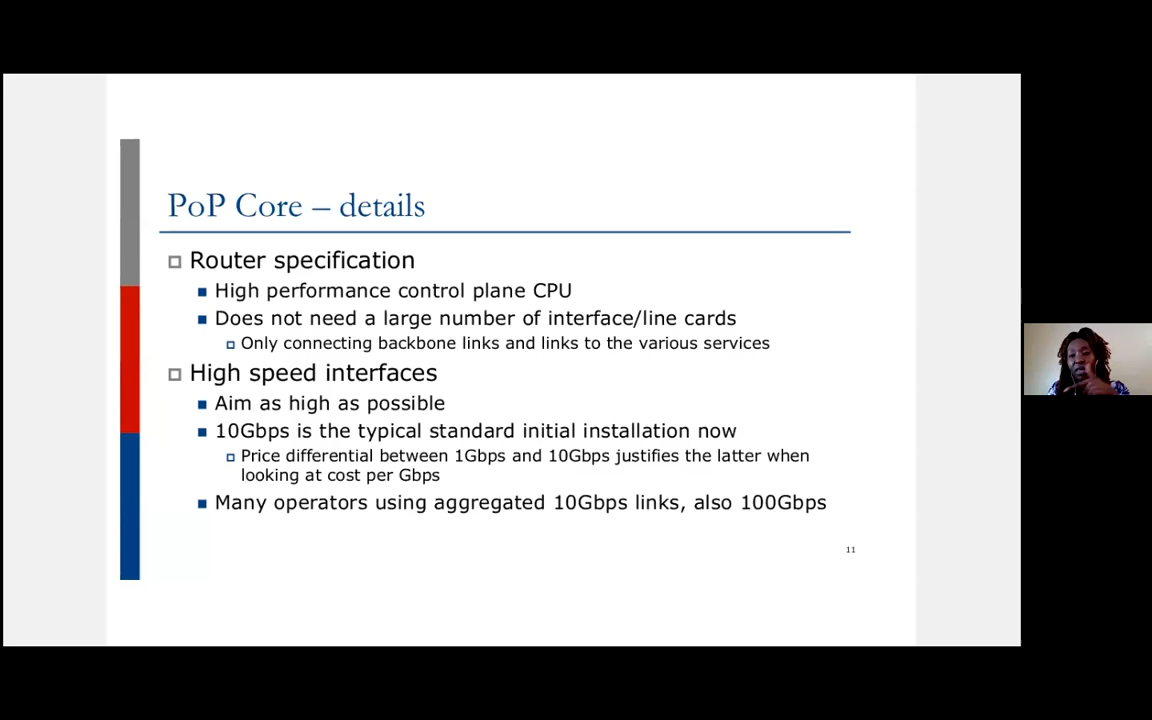 PoP Core – details
Router specification
High performance control plane CPU
Does not need a large number of interface/line cards
Only connecting backbone links and links to the various services
High speed interfaces
Aim as high as possible
10Gbps is the typical standard initial installation now
Price differential between 1Gbps and 10Gbps justifies the latter when
looking at cost per Gbps
Many operators using aggregated 10Gbps links, also 100Gbps
11